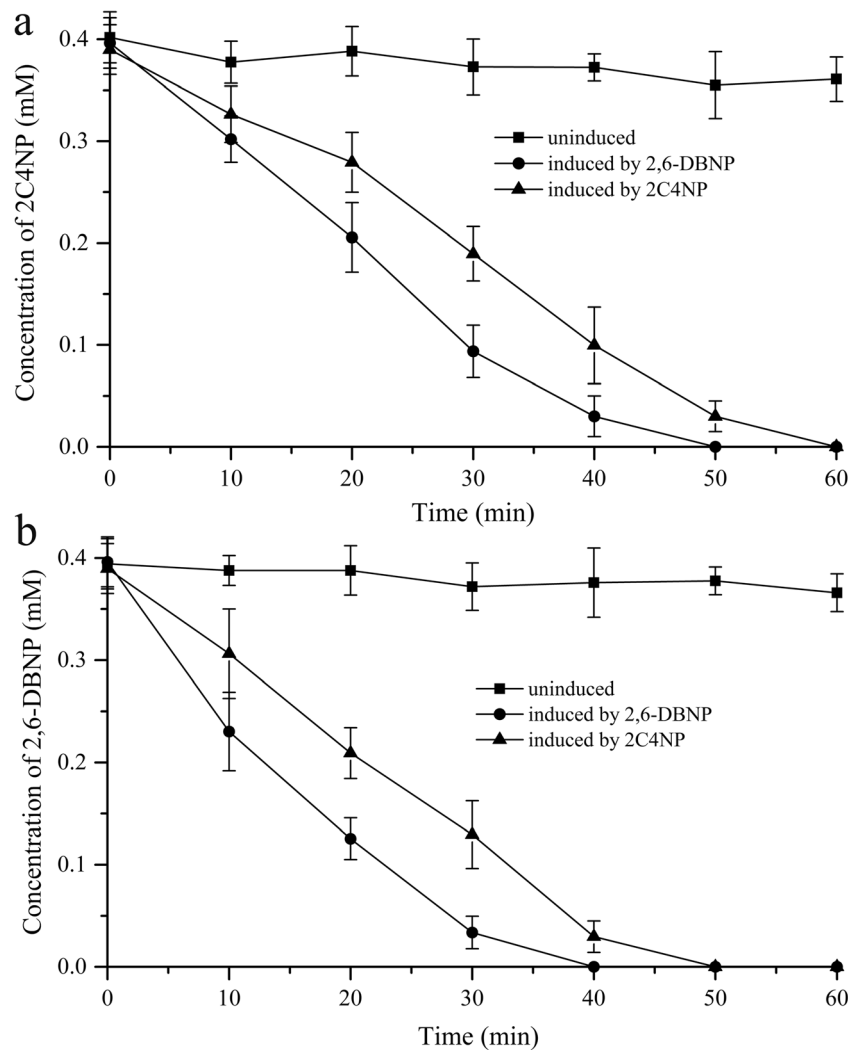 a
Concentration of 2C4NP (mM)
0.4
0.3
0.2
0.1
0.0
uninduced
induced by 2,6-DBNP
induced by 2C4NP
0 10 20 30 40 50 60
Time (min)
b
Concentration of 2,6-DBNP (mM)
0.4
0.3
0.2
0.1
0.0
uninduced
induced by 2,6-DBNP
induced by 2C4NP
0 10 20 30 40 50 60
Time (min)